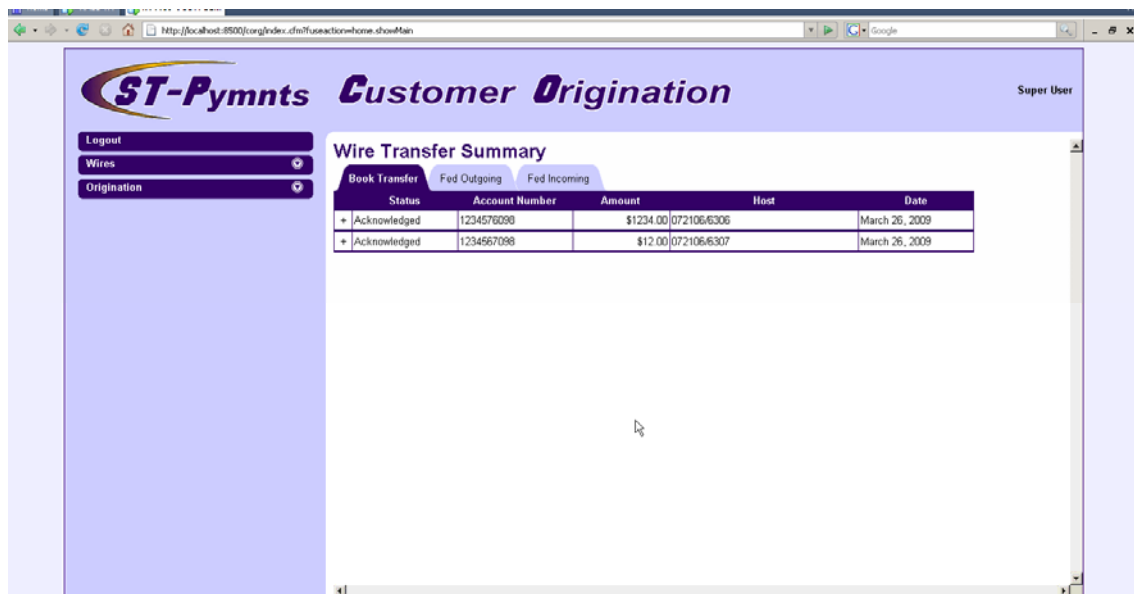 http://localhost:8500/corg/index.cfm?fuseaction=home.showMain
Google
ST-Pymnts Customer Origination
Super User
Logout
Wires
Origination
Wire Transfer Summary
Book Transfer Fed Outgoing Fed Incoming
Status Account Number Amount Host Date
+ Acknowledged 1234576098 $1234.00 072106/6306 March 26, 2009
+ Acknowledged 1234567098 $12.00 072106/6307 March 26, 2009